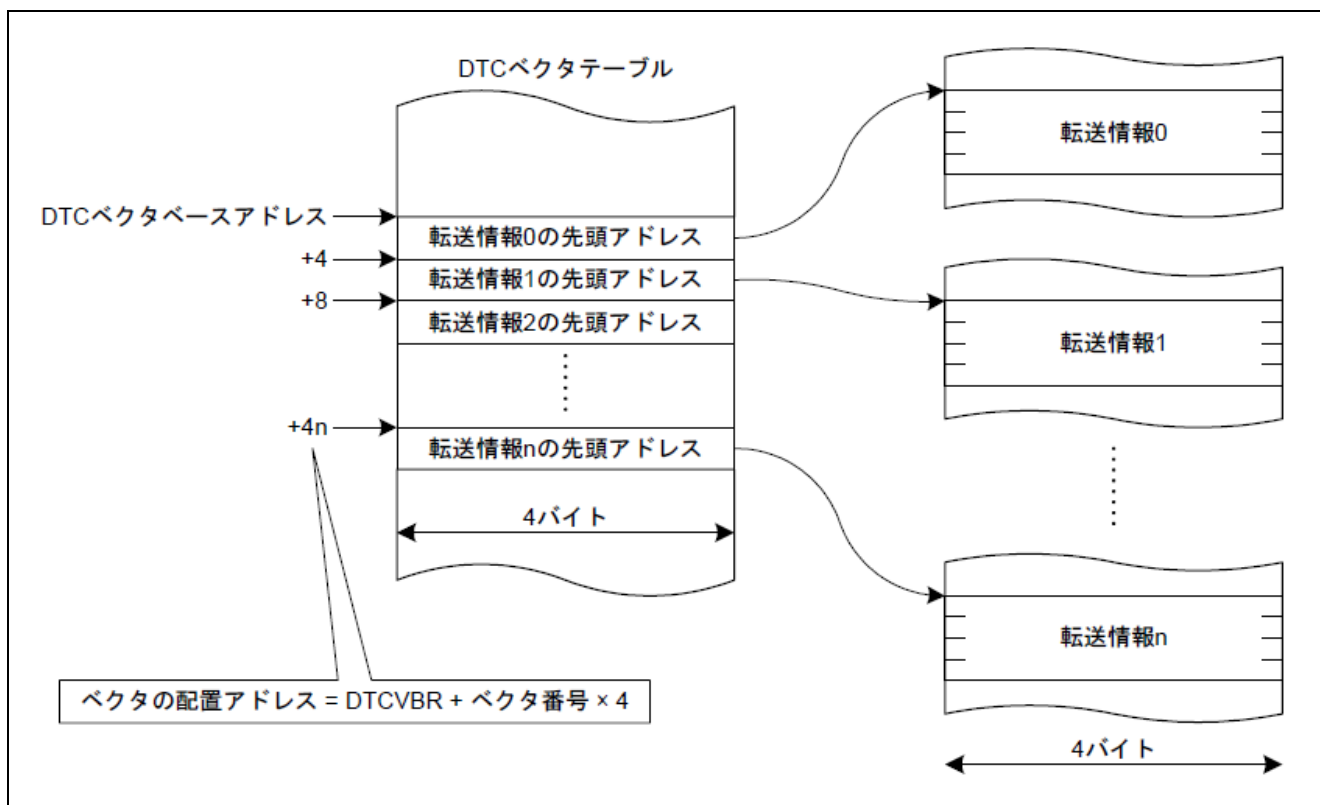 DTCベクタテーブル
転送情報0
DTCベクタベースアドレス
転送情報0の先頭アドレス
+4
転送情報1の先頭アドレス
+8
転送情報2の先頭アドレス
転送情報1
+4n
転送情報nの先頭アドレス
4バイト
転送情報n
ベクタの配置アドレス = DTCVBR + ベクタ番号 × 4
4バイト